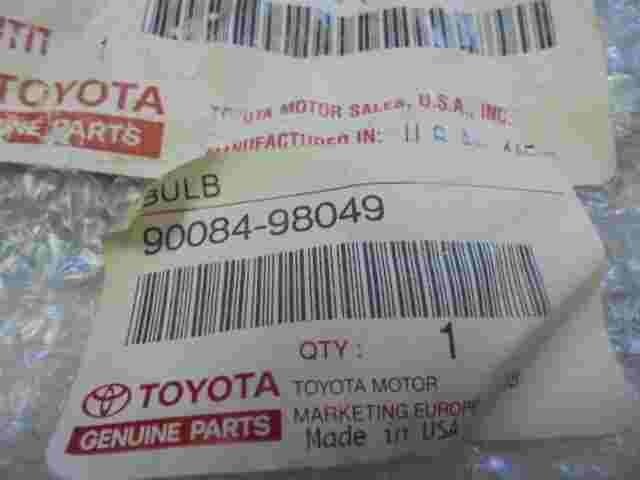 TOYOTA
GENUINE PARTS
TOYOTA MOTOR SALES, U.S.A., INC.
MANUFACTURED IN:
BULB
90084-98049
QTY: 1
TOYOTA
GENUINE PARTS
TOYOTA MOTOR
MARKETING EUROPE
Made in USA